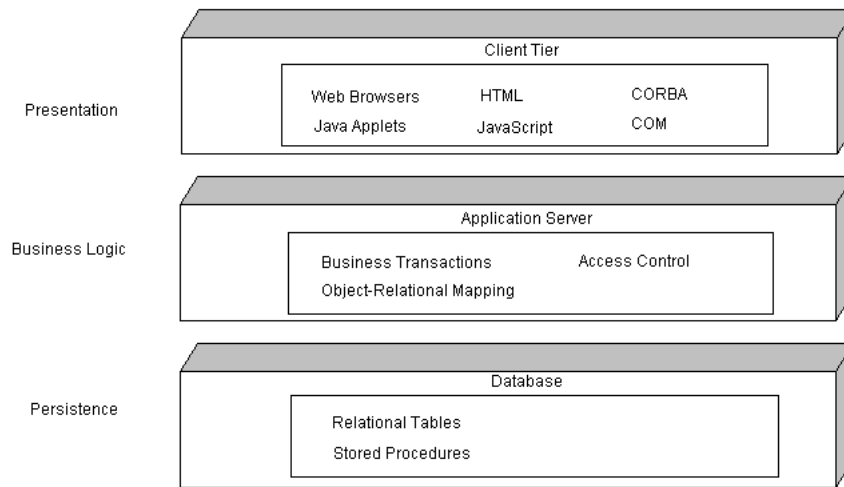 Client Tier
Presentation
Web Browsers HTML CORBA
Java Applets JavaScript COM
Application Server
Business Logic
Business Transactions Access Control
Object-Relational Mapping
Database
Persistence
Relational Tables
Stored Procedures